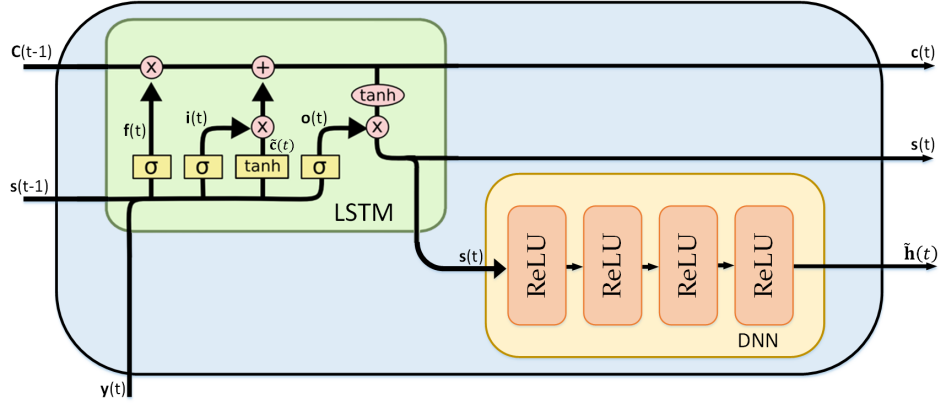 C(t-1)
c(t)
x
+
tanh
f(t)
i(t)
x
o(t)
x
c̃(t)
s(t)
σ
σ
tanh
σ
s(t-1)
LSTM
s(t)
ReLU
ReLU
ReLU
ReLU
h̃(t)
DNN
y(t)